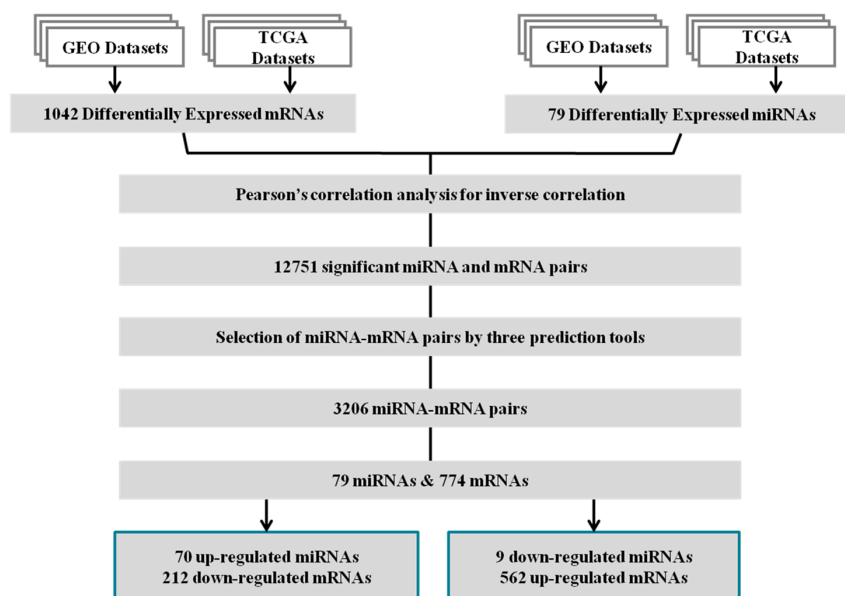 GEO Datasets
TCGA
Datasets
GEO Datasets
TCGA
Datasets
1042 Differentially Expressed mRNAs
79 Differentially Expressed miRNAs
Pearson's correlation analysis for inverse correlation
12751 significant miRNA and mRNA pairs
Selection of miRNA-mRNA pairs by three prediction tools
3206 miRNA-mRNA pairs
79 miRNAs & 774 mRNAs
70 up-regulated miRNAs
212 down-regulated mRNAs
9 down-regulated miRNAs
562 up-regulated mRNAs